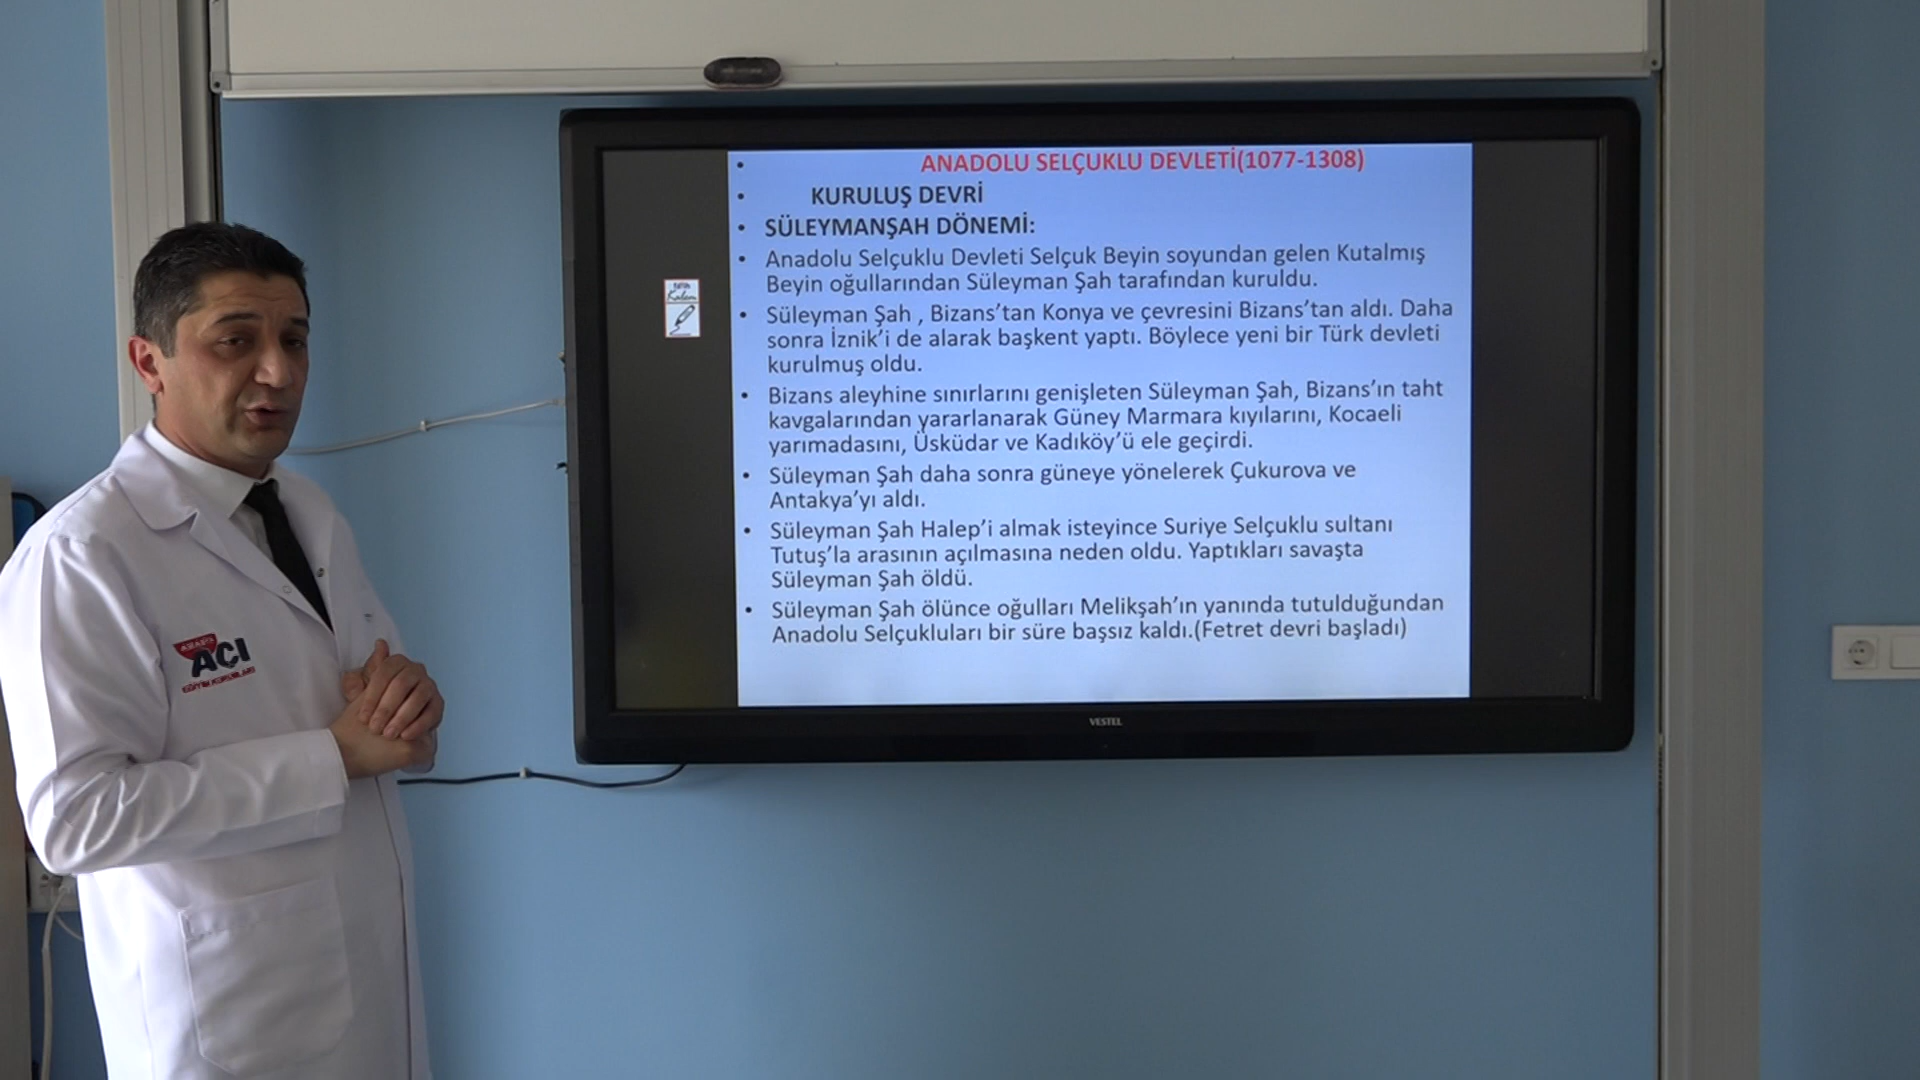 ANADOLU SELÇUKLU DEVLETİ(1077-1308)
KURULUŞ DEVRİ
SÜLEYMANŞAH DÖNEMİ:
Anadolu Selçuklu Devleti Selçuk Beyin soyundan gelen Kutalmış
Beyin oğullarından Süleyman Şah tarafından kuruldu.
Süleyman Şah , Bizans'tan Konya ve çevresini Bizans'tan aldı. Daha
sonra İznik'i de alarak başkent yaptı. Böylece yeni bir Türk devleti
kurulmuş oldu.
Bizans aleyhine sınırlarını genişleten Süleyman Şah, Bizans'ın taht
kavgalarından yararlanarak Güney Marmara kıyılarını, Kocaeli
yarımadasını, Üsküdar ve Kadıköy'ü ele geçirdi.
Süleyman Şah daha sonra güneye yönelerek Çukurova ve
Antakya'yı aldı.
Süleyman Şah Halep'i almak isteyince Suriye Selçuklu sultanı
Tutuş'la arasının açılmasına neden oldu. Yaptıkları savaşta
Süleyman Şah öldü.
Süleyman Şah ölünce oğulları Melikşah'ın yanında tutulduğundan
Anadolu Selçukluları bir süre başsız kaldı.(Fetret devri başladı)
Kalem
VESTEL
AÇI
EĞİTİM KURUMLARI